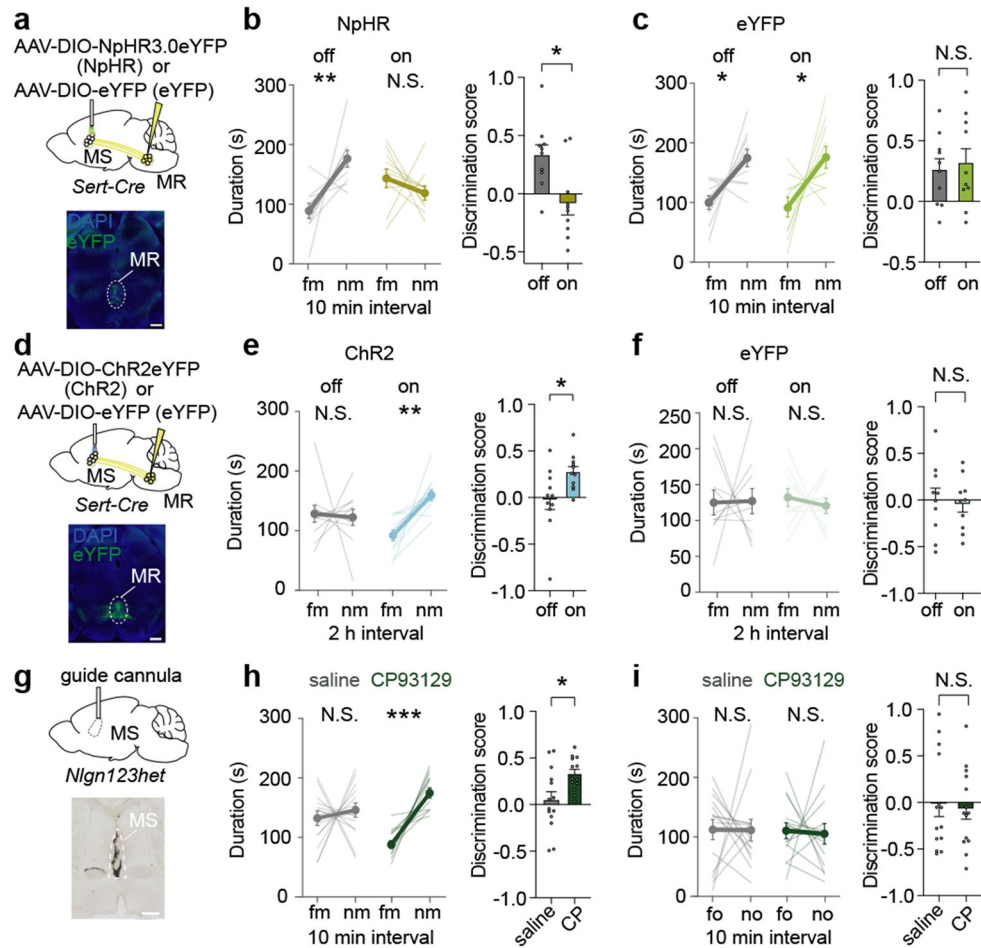 a
AAV-DIO-NpHR3.0eYFP
(NpHR) or
AAV-DIO-eYFP (eYFP)
MS
Sert-Cre
MR
DAPI
eYFP
MR
b
NpHR
off
on
**
N.S.
Duration (s)
300
200
100
0
fm nm fm nm
10 min interval
*
Discrimination score
1.0
0.5
0.0
-0.5
off on
c
eYFP
off
on
*
*
Duration (s)
300
200
100
0
fm nm fm nm
10 min interval
N.S.
Discrimination score
1.0
0.5
0.0
-0.5
off on
d
AAV-DIO-ChR2eYFP
(ChR2) or
AAV-DIO-eYFP (eYFP)
MS
Sert-Cre
MR
DAPI
eYFP
MR
e
ChR2
off
on
N.S.
**
Duration (s)
300
200
100
0
fm nm fm nm
2 h interval
*
Discrimination score
1.0
0.5
0.0
-0.5
-1.0
off on
f
eYFP
off
on
N.S.
N.S.
Duration (s)
250
200
150
100
50
0
fm nm fm nm
2 h interval
N.S.
Discrimination score
1.0
0.5
0.0
-0.5
-1.0
off on
g
guide cannula
MS
Nlgn123het
MS
h
saline CP93129
N.S.
***
Duration (s)
300
200
100
0
fm nm fm nm
10 min interval
*
Discrimination score
1.0
0.5
0.0
-0.5
-1.0
saline CP
i
saline CP93129
N.S.
N.S.
Duration (s)
300
200
100
0
fo no fo no
10 min interval
N.S.
Discrimination score
1.0
0.5
0.0
-0.5
-1.0
saline CP